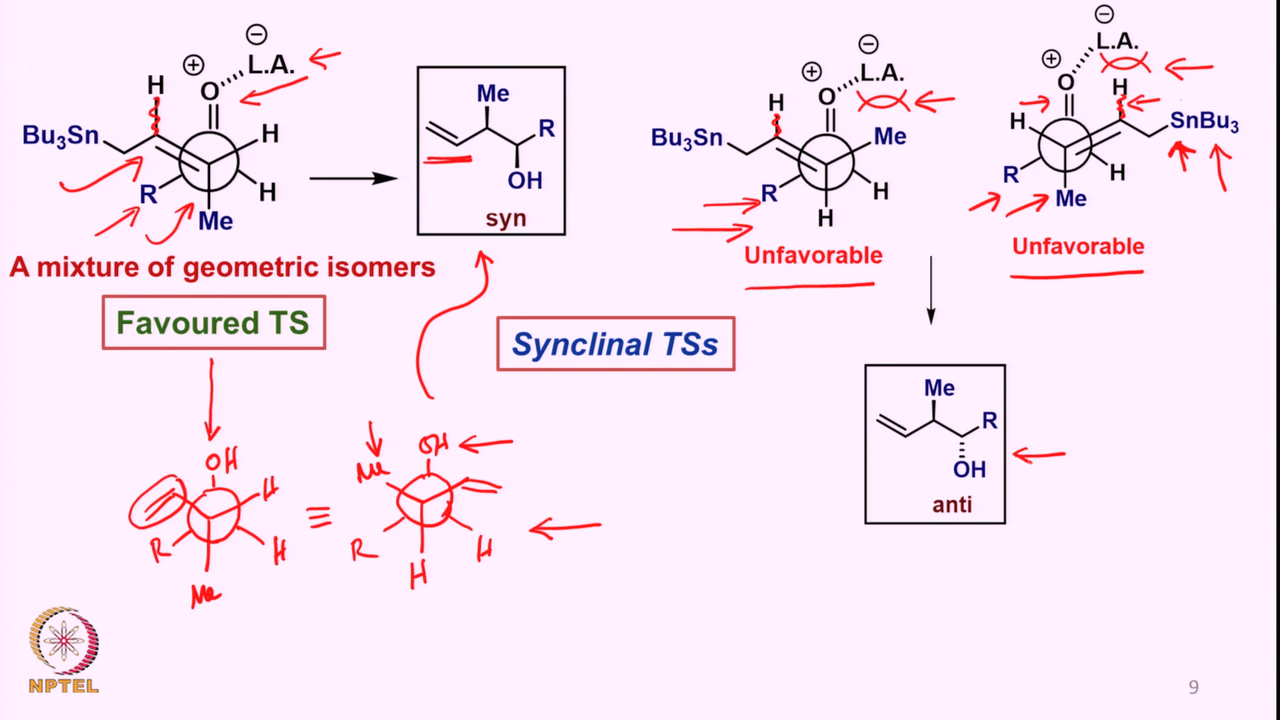 ⊖
⊕ L.A.
H O
Bu3Sn H
R H
Me
Me
R
OH
syn
A mixture of geometric isomers
Favoured TS
Synclinal TSs
⊖
⊕ L.A.
H O
Bu3Sn Me
R H
H
Unfavorable
⊖
⊕ L.A.
O H
H SnBu3
R H
Me
Unfavorable
Me
R
OH
anti
OH
H
R H
Me
≡
OH
Me
R H
H
NPTEL
9